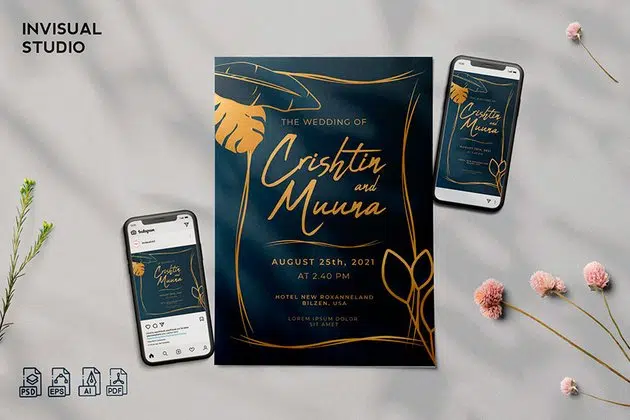 INVISUAL
STUDIO
THE WEDDING OF
Crishtin
and
Muuna
AUGUST 25th, 2021
AT 2.40 PM
HOTEL NEW ROXANNELAND
BILZEN, USA
LOREM IPSUM DOLOR
SIT AMET
Crishtin
and
Muuna
Instagram
Crishtin
and
Muuna
PSD
EPS
AI
PDF